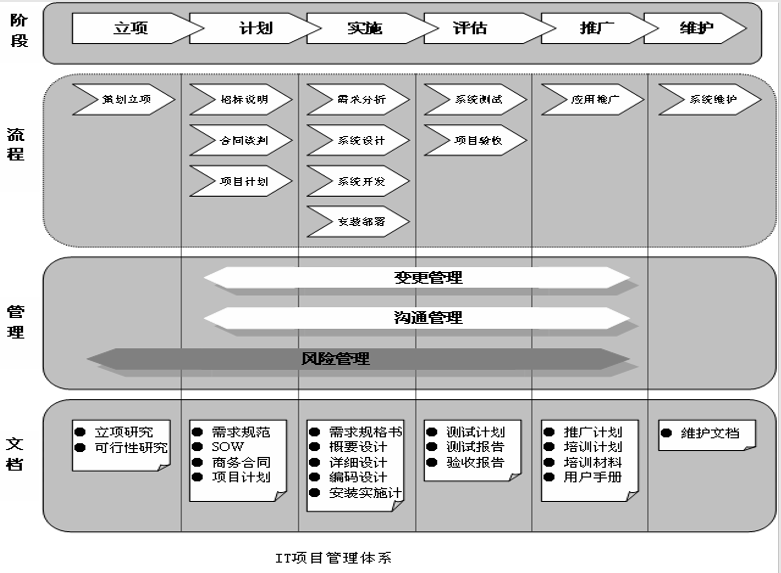 阶段
立项
计划
实施
评估
推广
维护
流程
策划立项
招标说明
需求分析
系统测试
应用推广
系统维护
合同谈判
系统设计
项目验收
项目计划
系统开发
安装部署
管理
变更管理
沟通管理
风险管理
文档
立项研究
可行性研究
需求规范
SOW
商务合同
项目计划
需求规格书
概要设计
详细设计
编码设计
安装实施计
测试计划
测试报告
验收报告
推广计划
培训计划
培训材料
用户手册
维护文档
IT项目管理体系